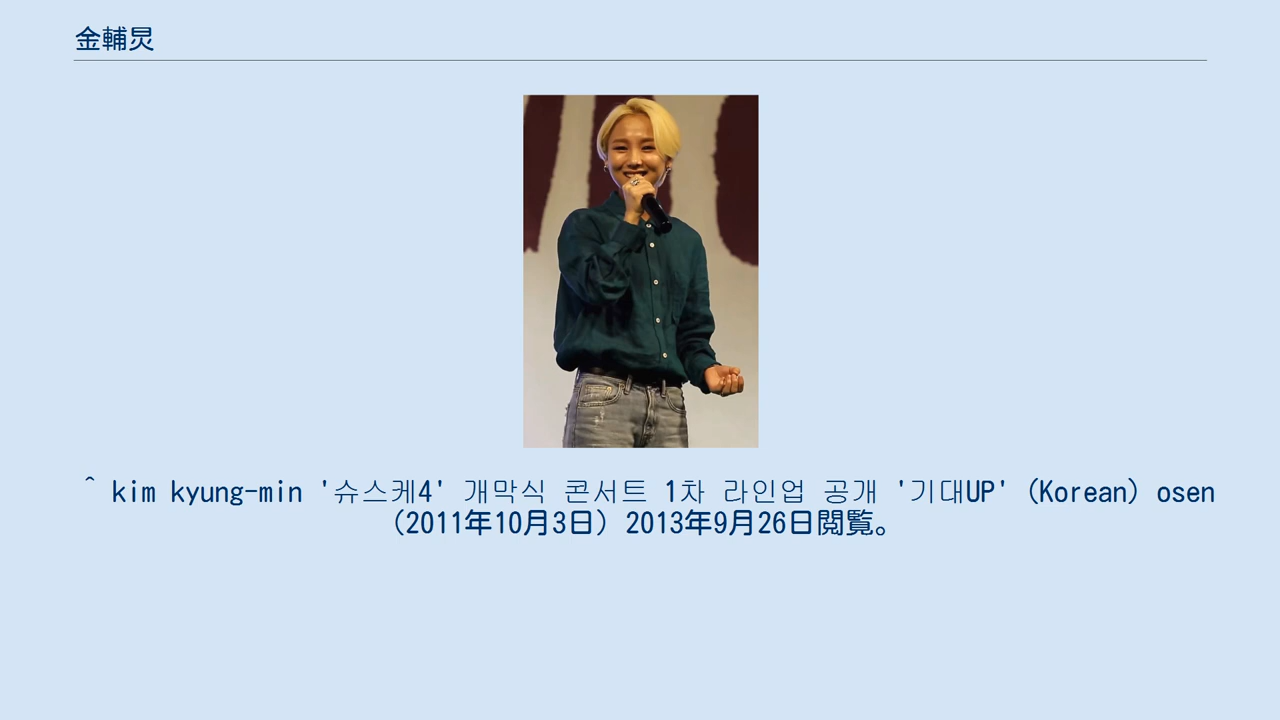 金輔炅
^ kim kyung-min '슈스케4' 개막식 콘서트 1차 라인업 공개 '기대UP' (Korean) osen
(2011年10月3日) 2013年9月26日閲覧。